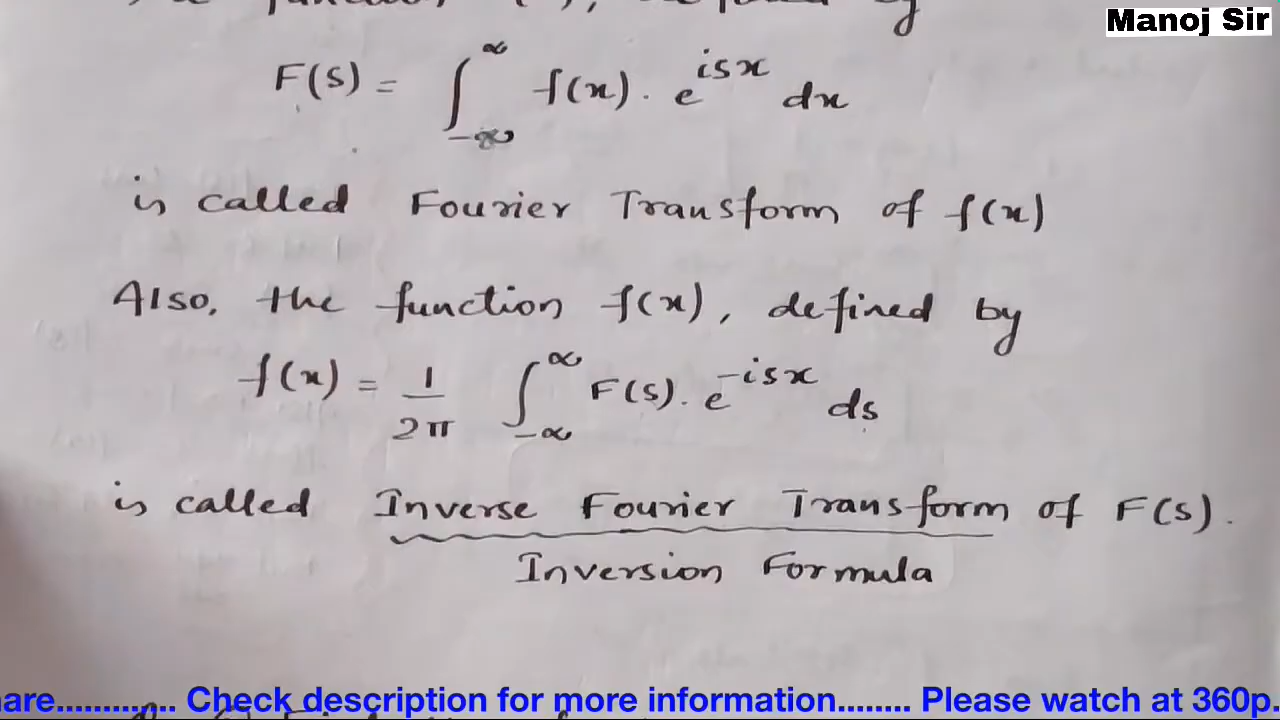 Manoj Sir
by
F(s) = ∫_{-∞}^{∞} f(x). e^{isx} dx
is called Fourier Transform of f(x)
Also, the function f(x), defined by
f(x) = 1/2π ∫_{-∞}^{∞} F(s). e^{-isx} ds
is called Inverse Fourier Transform of F(s).
Inversion Formula
are............. Check description for more information........ Please watch at 360p.